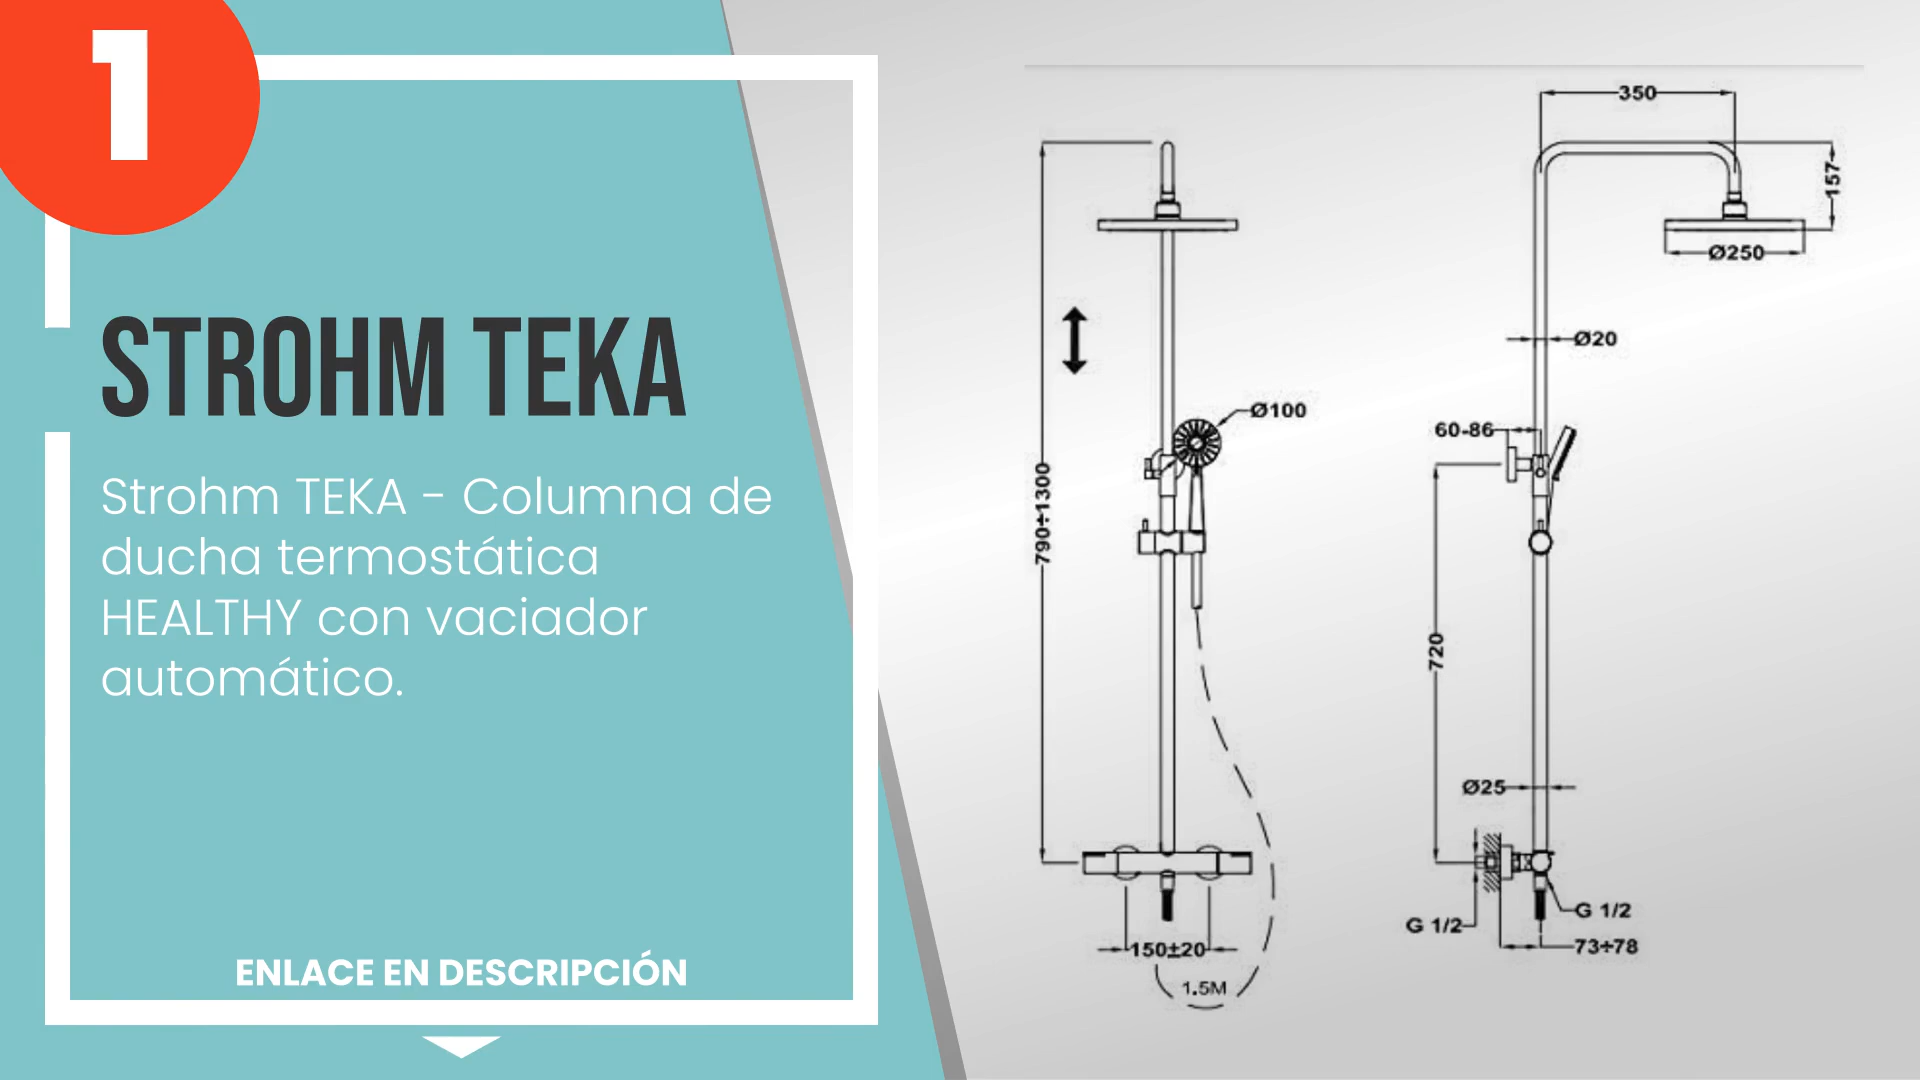 1
STROHM TEKA
Strohm TEKA - Columna de
ducha termostática
HEALTHY con vaciador
automático.
ENLACE EN DESCRIPCIÓN
350
157
Ø250
Ø20
Ø100
60-86
790÷1300
720
Ø25
G 1/2
G 1/2
73÷78
150±20
1.5M